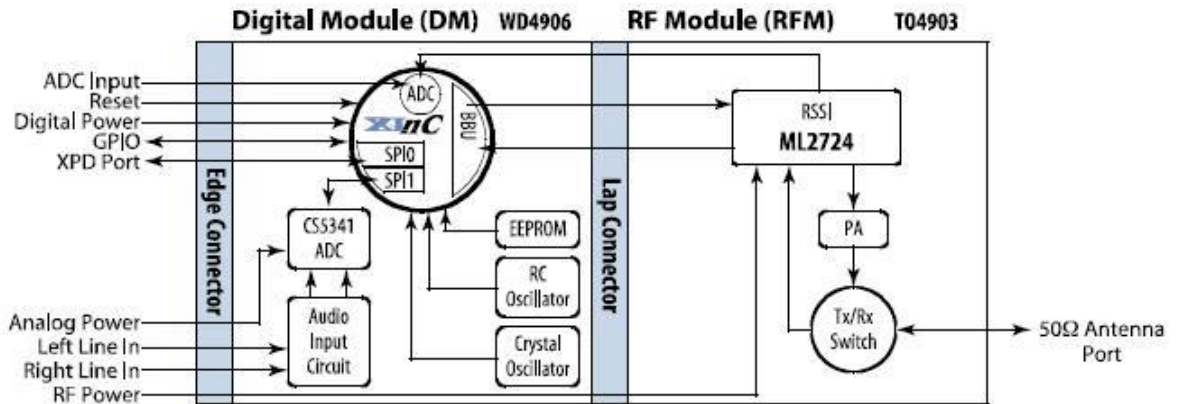 Digital Module (DM) WD4906 RF Module (RFM) TO4903
ADC Input
Reset
Digital Power
GPIO
XPD Port
Edge Connector
ADC
XInC
BBU
SPI0
SPI1
CS5341
ADC
EEPROM
RC
Oscillator
Crystal
Oscillator
Audio
Input
Circuit
Analog Power
Left Line In
Right Line In
RF Power
Lap Connector
RSSI
ML2724
PA
Tx/Rx
Switch
50Ω Antenna
Port